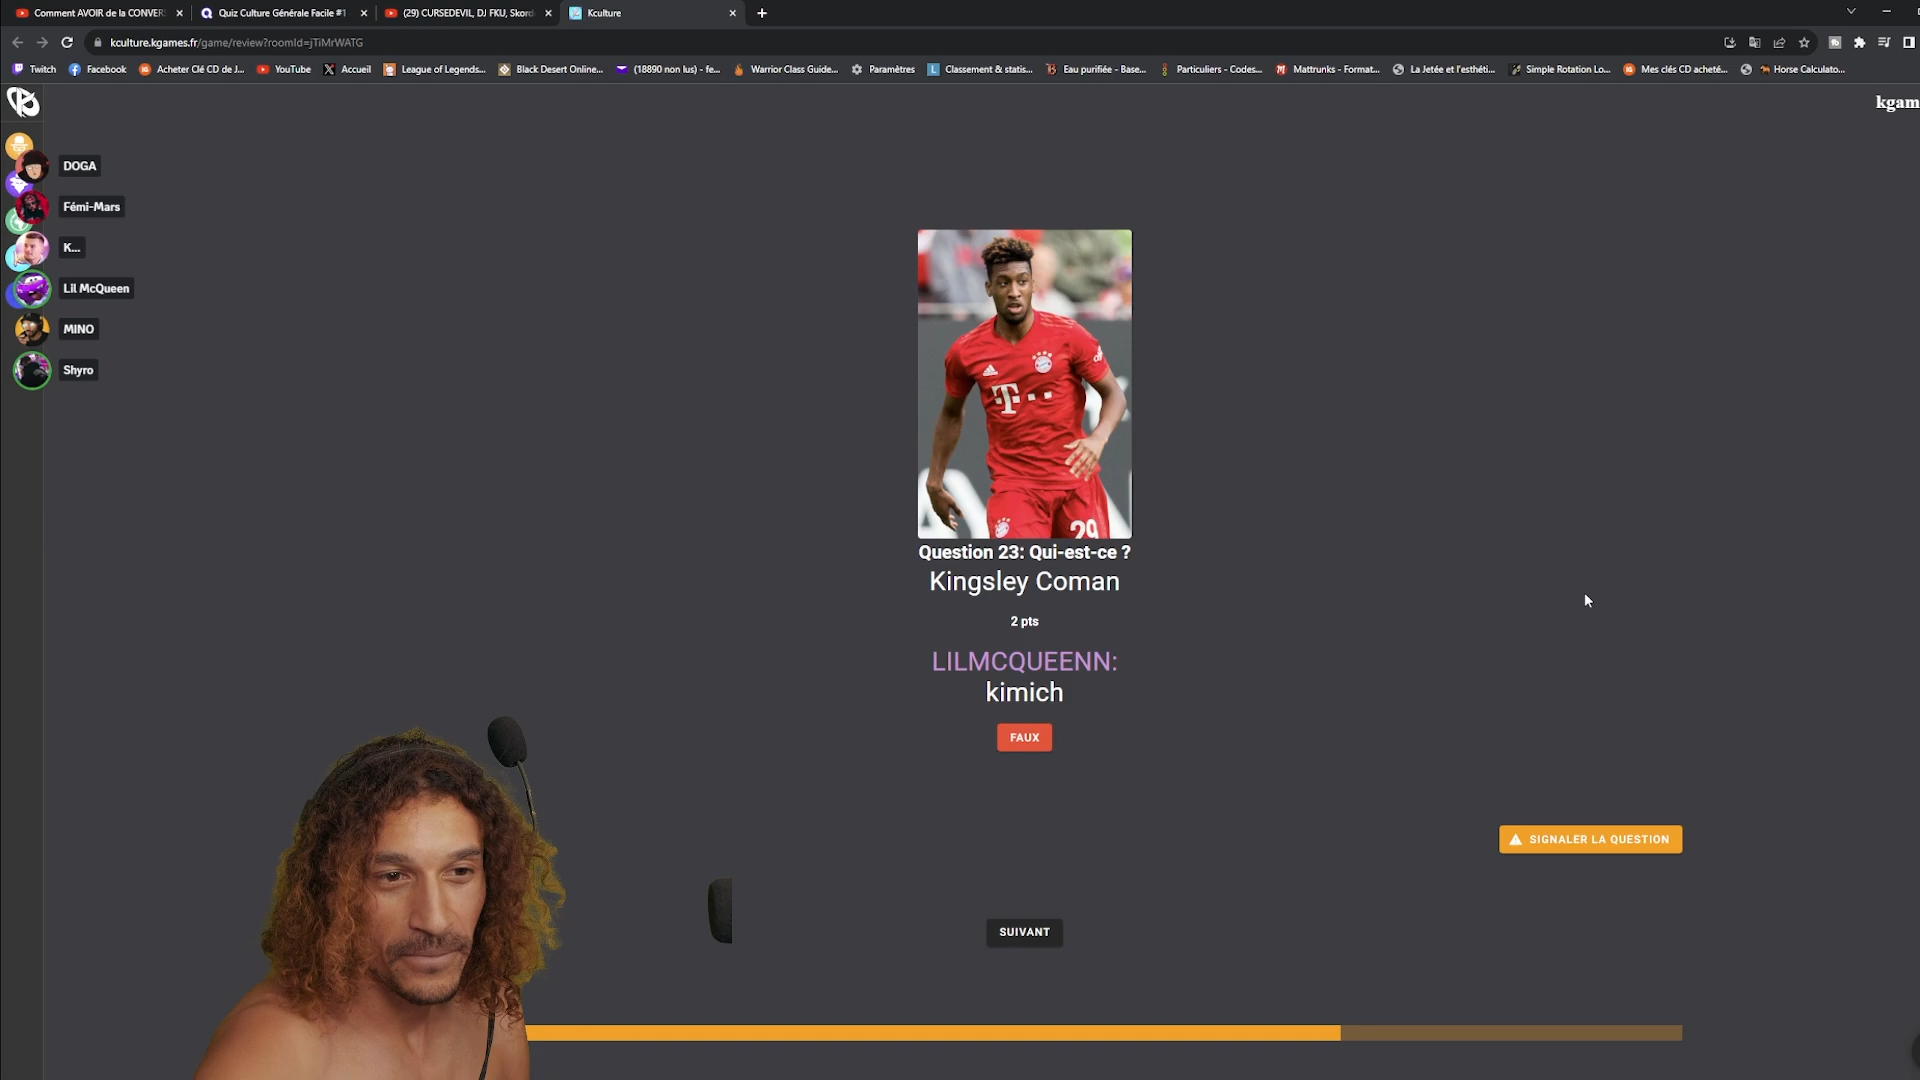 Comment AVOIR de la CONVER
Quiz Culture Générale Facile #1
(29) CURSEDEVIL, DJ FKU, Skord
Kculture
kculture.kgames.fr/game/review?roomId=jTiMrWATG
Twitch
Facebook
Acheter Clé CD de J...
YouTube
Accueil
League of Legends...
Black Desert Online...
(18890 non lus) - fe...
Warrior Class Guide...
Paramètres
Classement & statis...
Eau purifiée - Base...
Particuliers - Codes...
Mattrunks - Format...
La Jetée et l'esthéti...
Simple Rotation Lo...
Mes clés CD acheté...
Horse Calculato...
kgam
DOGA
Fémi-Mars
K...
Lil McQueen
MINO
Shyro
T
29
Question 23: Qui-est-ce ?
Kingsley Coman
2 pts
LILMCQUEENN:
kimich
FAUX
SIGNALER LA QUESTION
SUIVANT